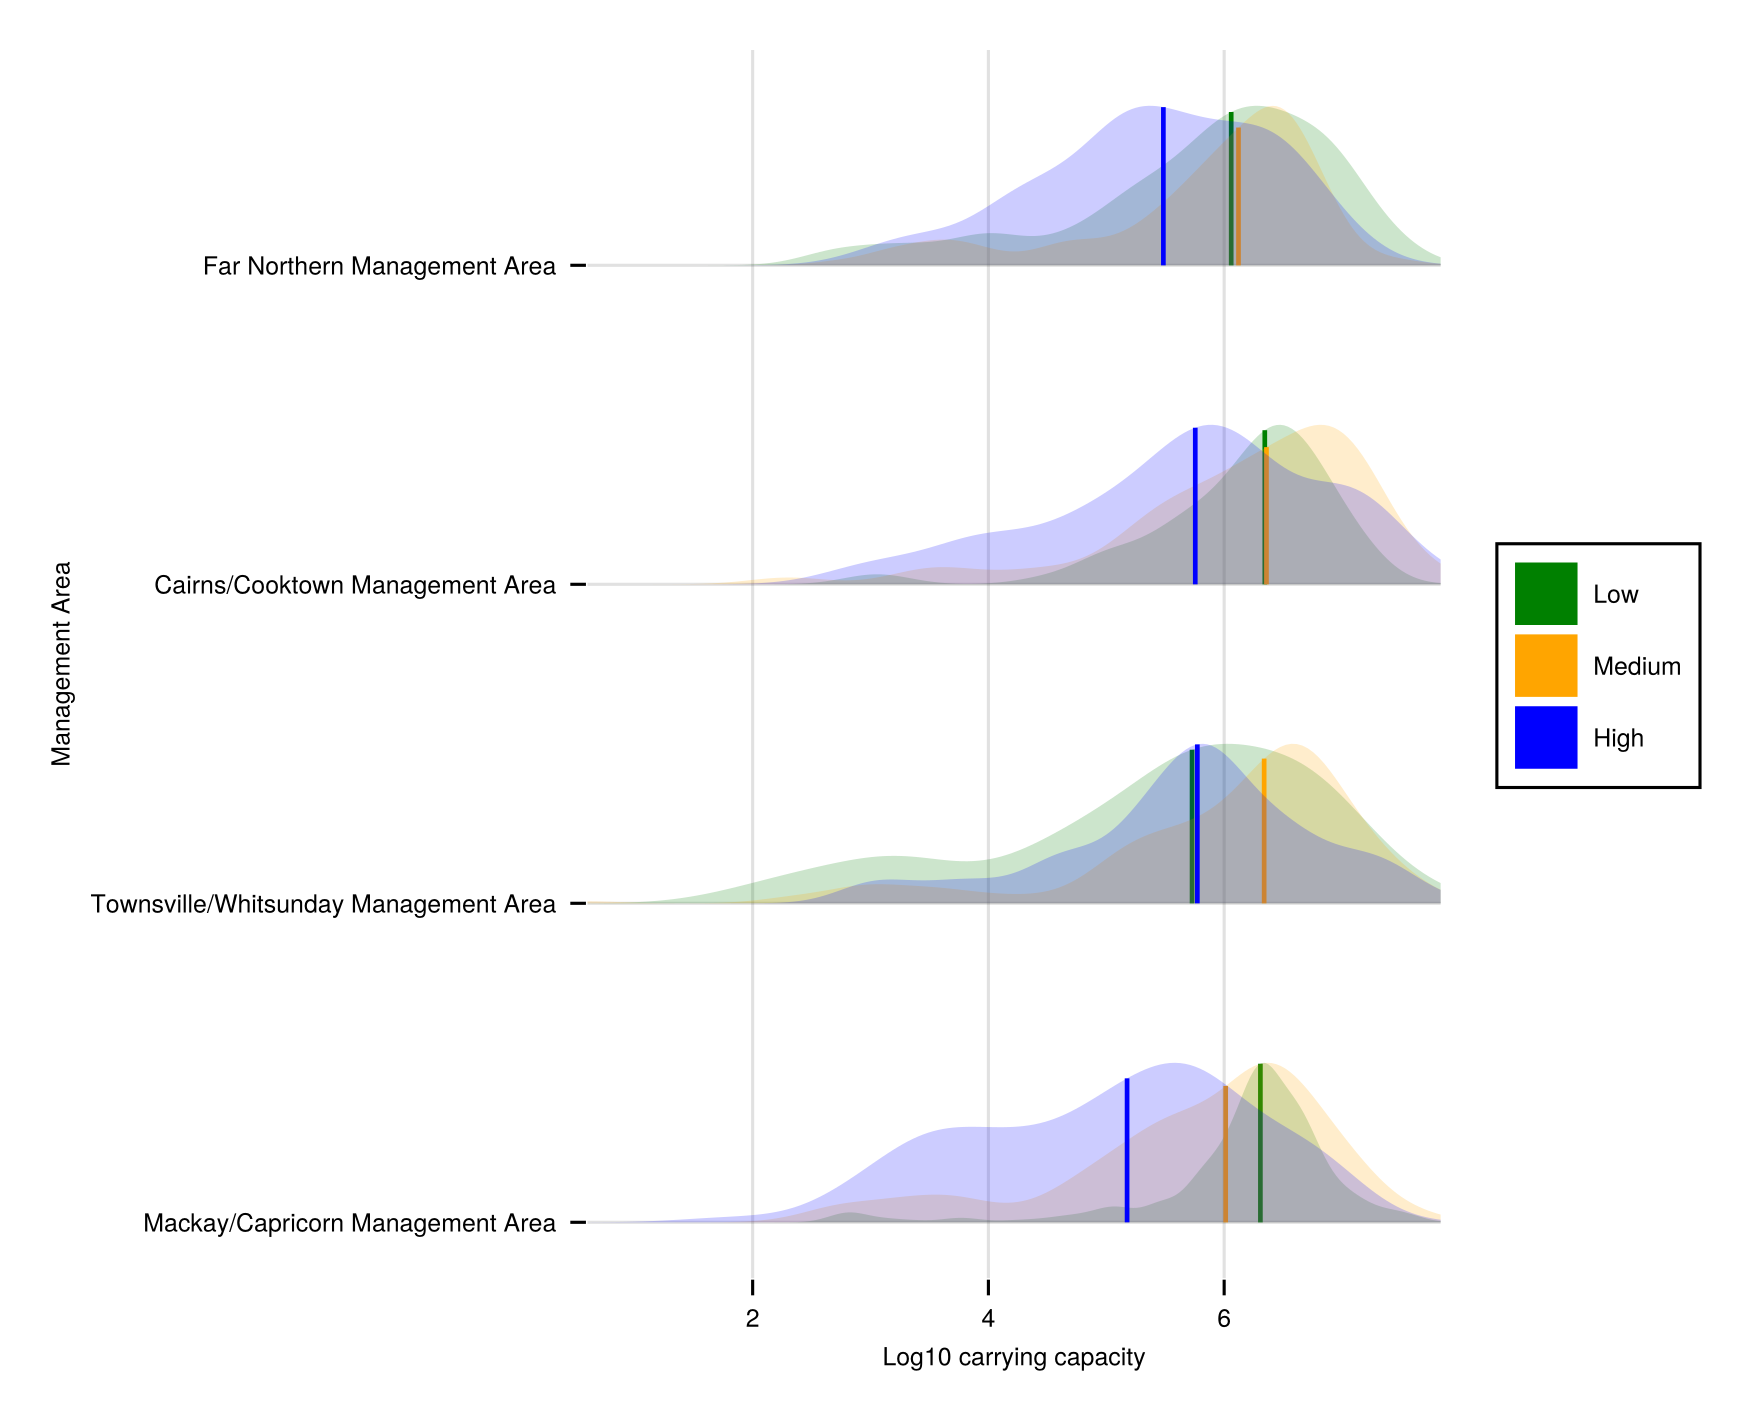 Management Area
Far Northern Management Area
Cairns/Cooktown Management Area
Townsville/Whitsunday Management Area
Mackay/Capricorn Management Area
2 4 6
Log10 carrying capacity
Low
Medium
High